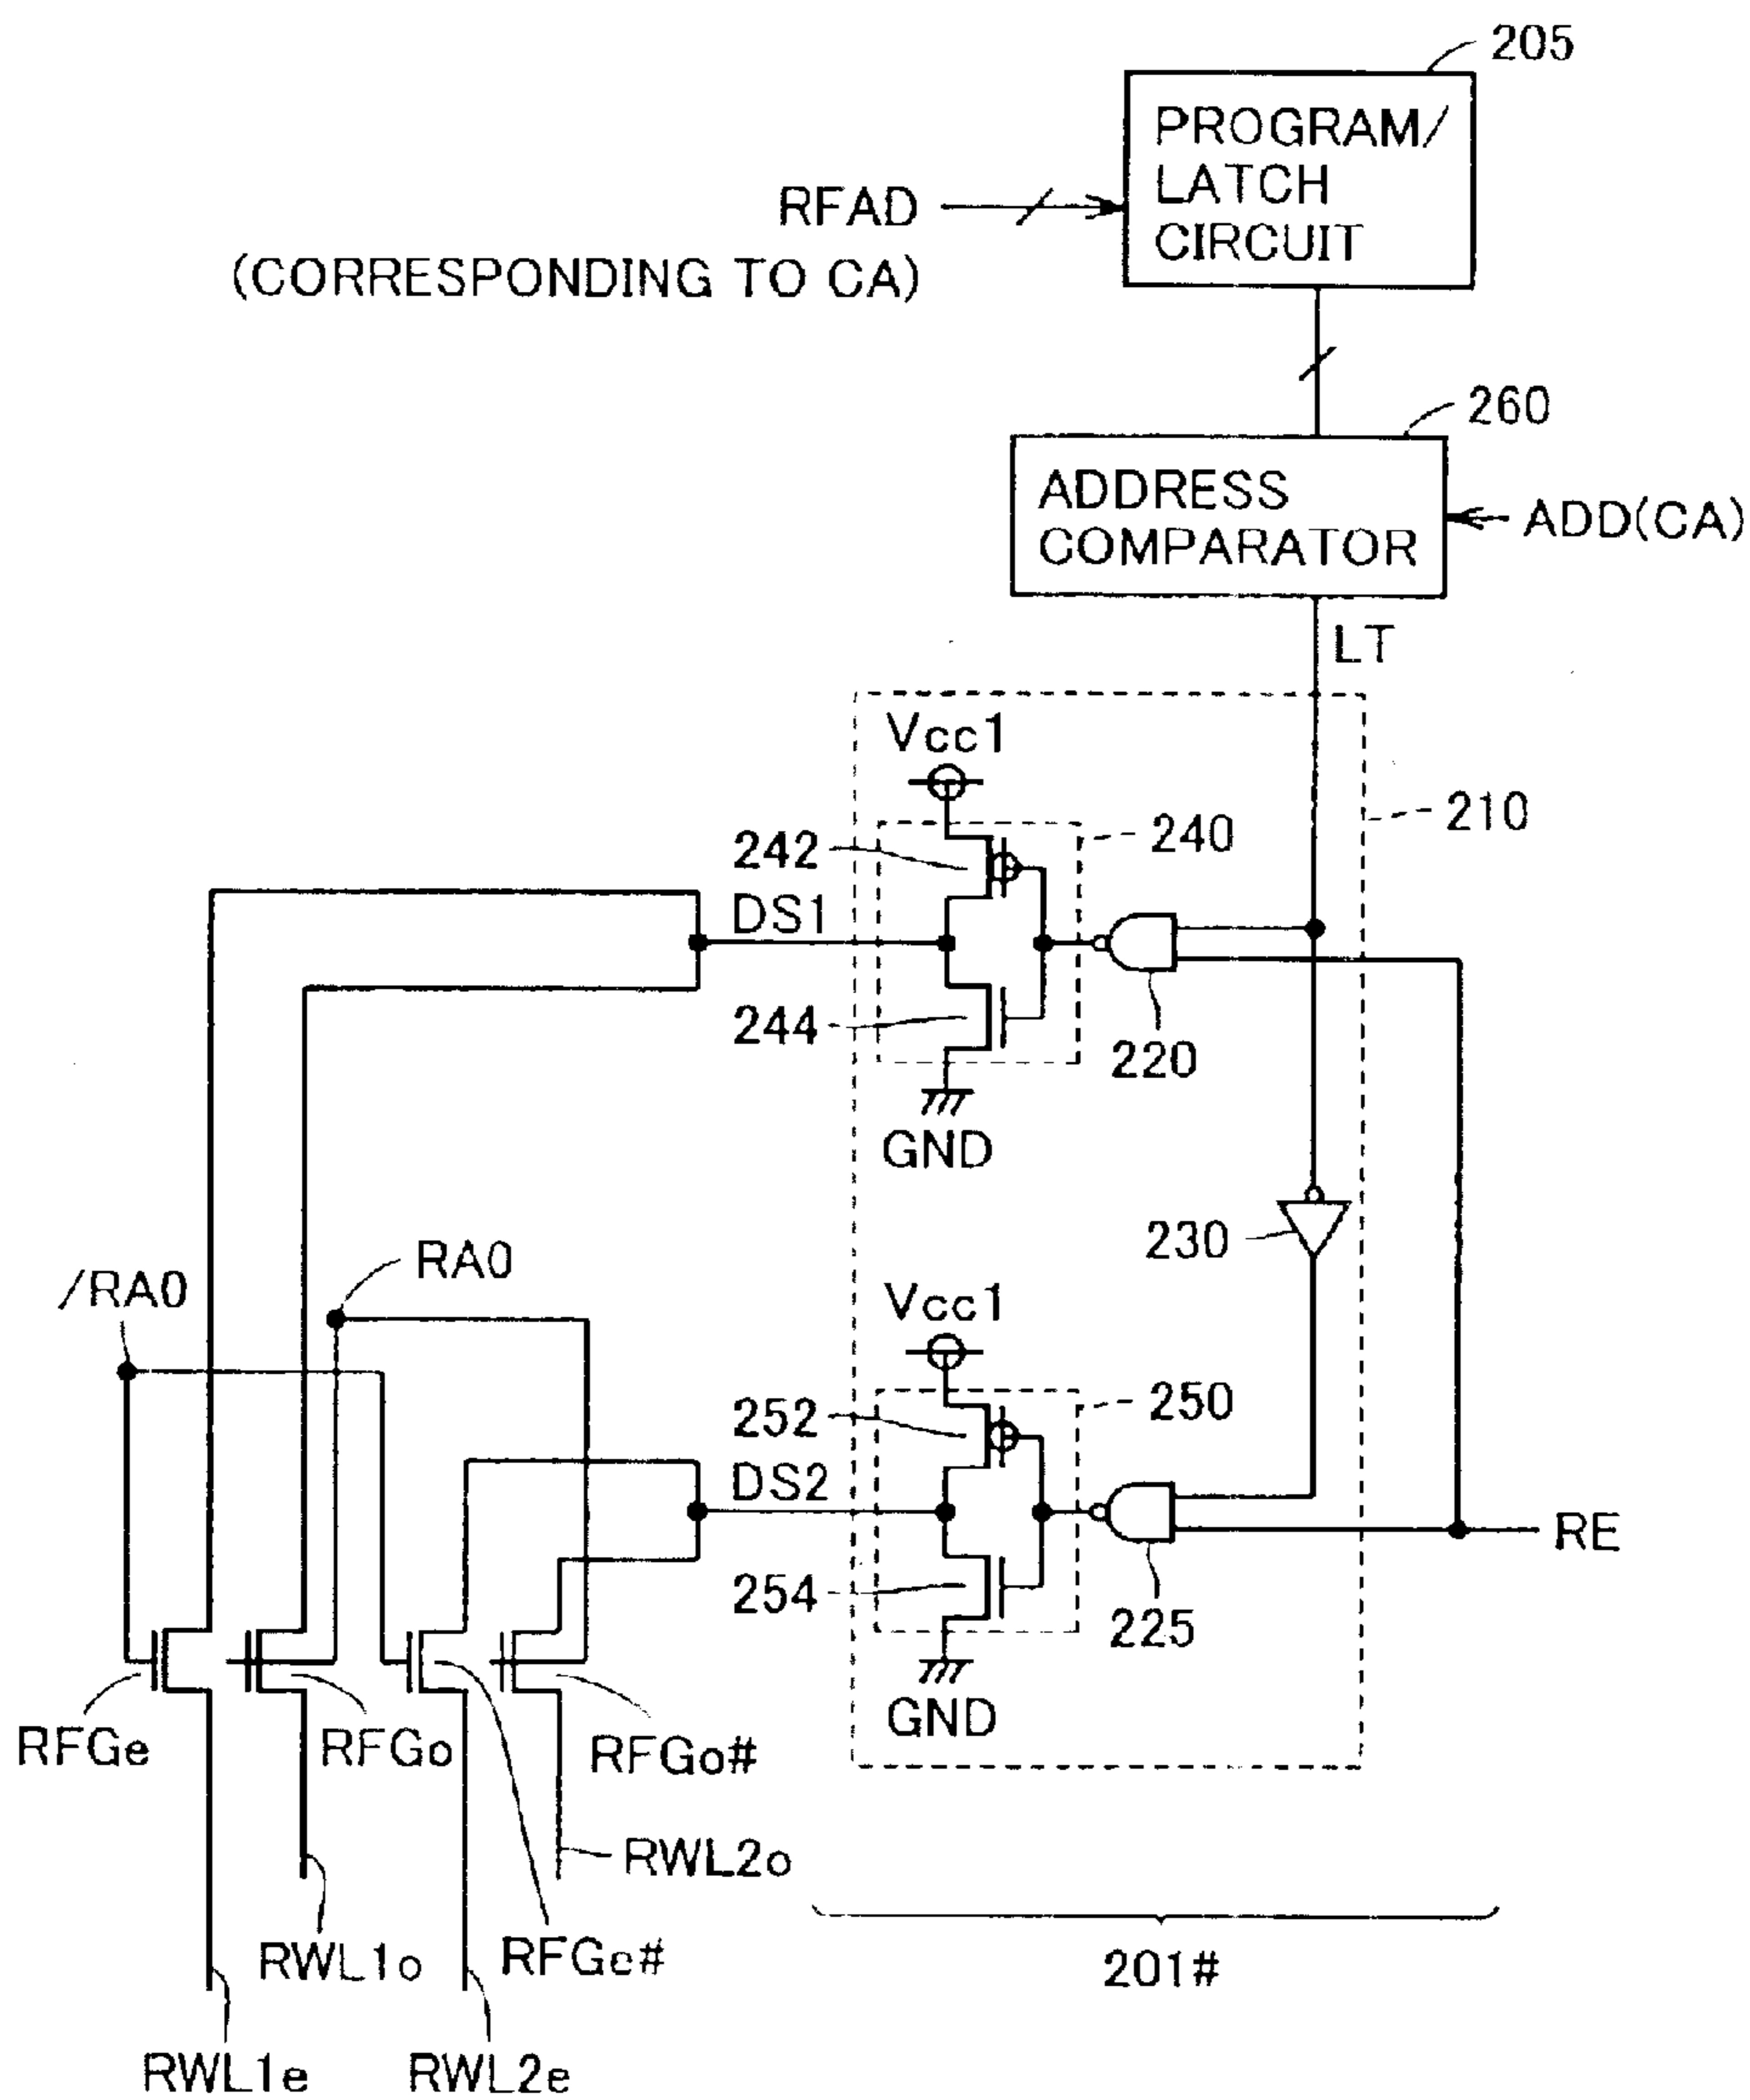 205
PROGRAM/
LATCH
CIRCUIT
RFAD
(CORRESPONDING TO CA)
260
ADDRESS
COMPARATOR
ADD(CA)
LT
Vcc1
210
240
242
DS1
244
220
GND
230
RA0
/RA0
Vcc1
250
252
DS2
RE
254
225
GND
RFGe
RFGo
RFGo#
RWL2o
RWL1o
RFGe#
201#
RWL1e
RWL2e